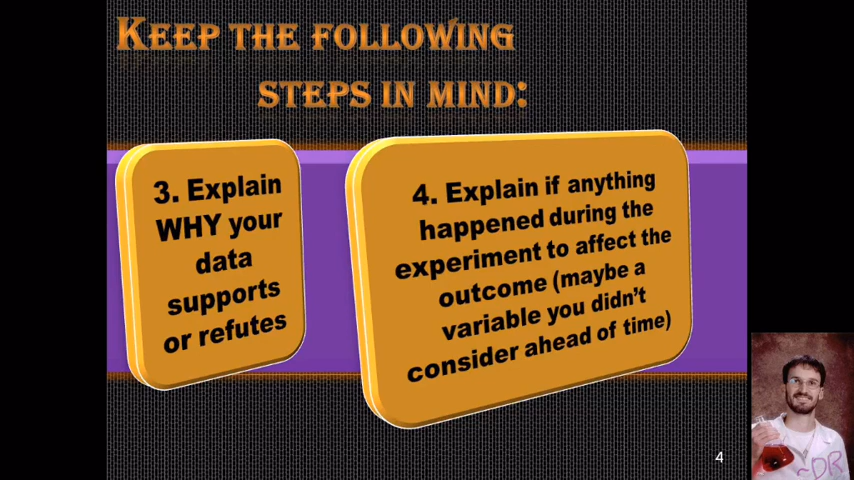 KEEP THE FOLLOWING
STEPS IN MIND:
3. Explain
WHY your
data
supports
or refutes
4. Explain if anything
happened during the
experiment to affect the
outcome (maybe a
variable you didn't
consider ahead of time)
4
~DR